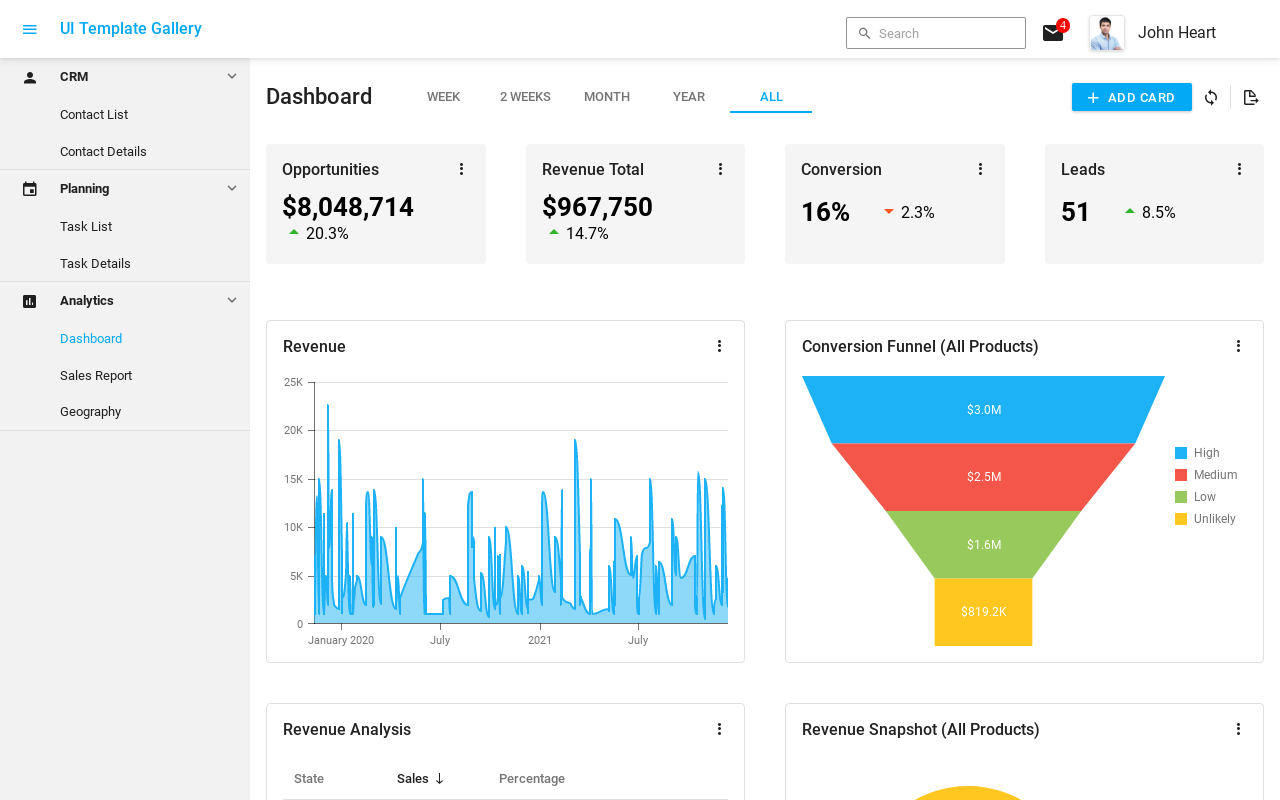 UI Template Gallery
Search
4
John Heart
CRM
Contact List
Contact Details
Planning
Task List
Task Details
Analytics
Dashboard
Sales Report
Geography
Dashboard
WEEK
2 WEEKS
MONTH
YEAR
ALL
ADD CARD
Opportunities
$8,048,714
20.3%
Revenue Total
$967,750
14.7%
Conversion
16%
2.3%
Leads
51
8.5%
Revenue
25K
20K
15K
10K
5K
0
January 2020
July
2021
July
Conversion Funnel (All Products)
$3.0M
$2.5M
$1.6M
$819.2K
High
Medium
Low
Unlikely
Revenue Analysis
State
Sales
Percentage
Revenue Snapshot (All Products)